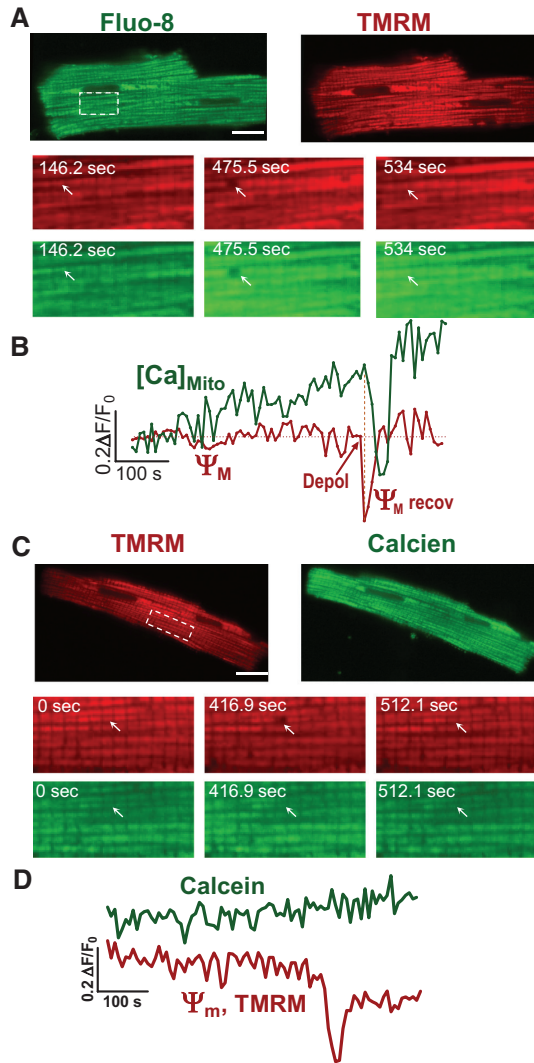 A
Fluo-8 TMRM
146.2 sec 475.5 sec 534 sec
146.2 sec 475.5 sec 534 sec
B
[Ca]Mito
0.2ΔF/F0
100 s
ΨM
Depol
ΨM recov
C
TMRM Calcien
0 sec 416.9 sec 512.1 sec
0 sec 416.9 sec 512.1 sec
D
Calcein
0.2 ΔF/F0
100 s
Ψm, TMRM